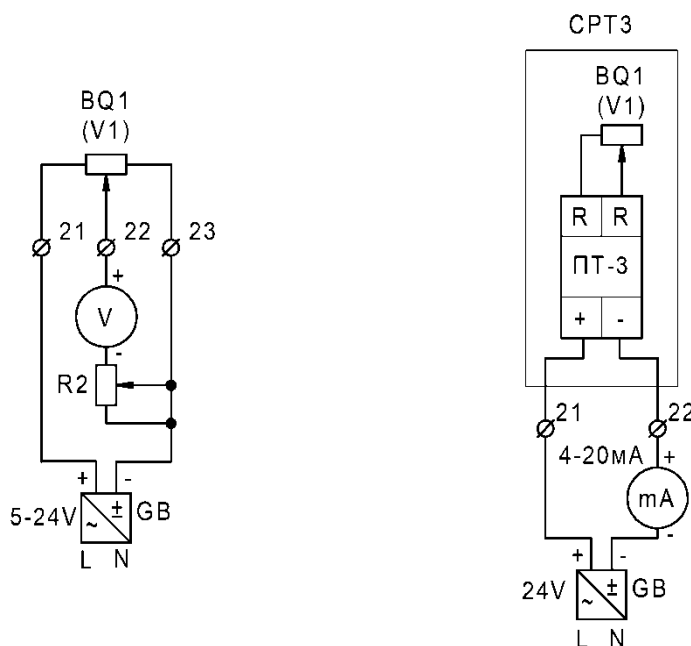 BQ1
(V1)
21
22
23
+
V
-
R2
+
-
5-24V
~
±
GB
L
N
СРТ3
BQ1
(V1)
R
R
ПТ-3
+
-
21
22
4-20мА
+
mA
-
+
-
24V
~
±
GB
L
N